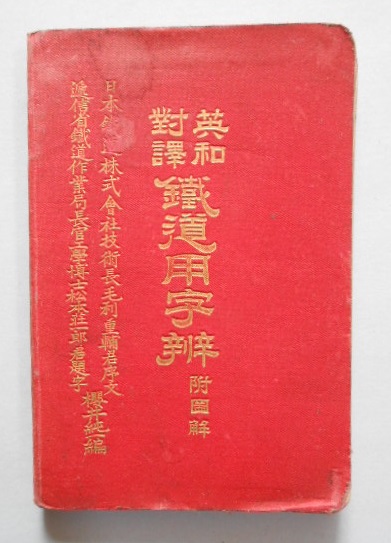 英和
對譯
鐵道用字辨
附圖解
日本鐵道株式會社技術長毛利重輔君序文
遞信省鐵道作業局長官工學博士松本莊一郎君題字
櫻井純一編